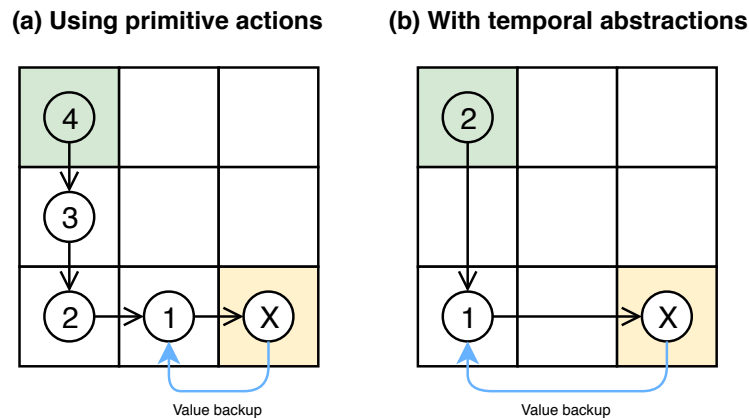 (a) Using primitive actions
(b) With temporal abstractions
4
3
2
1
X
Value backup
2
1
X
Value backup